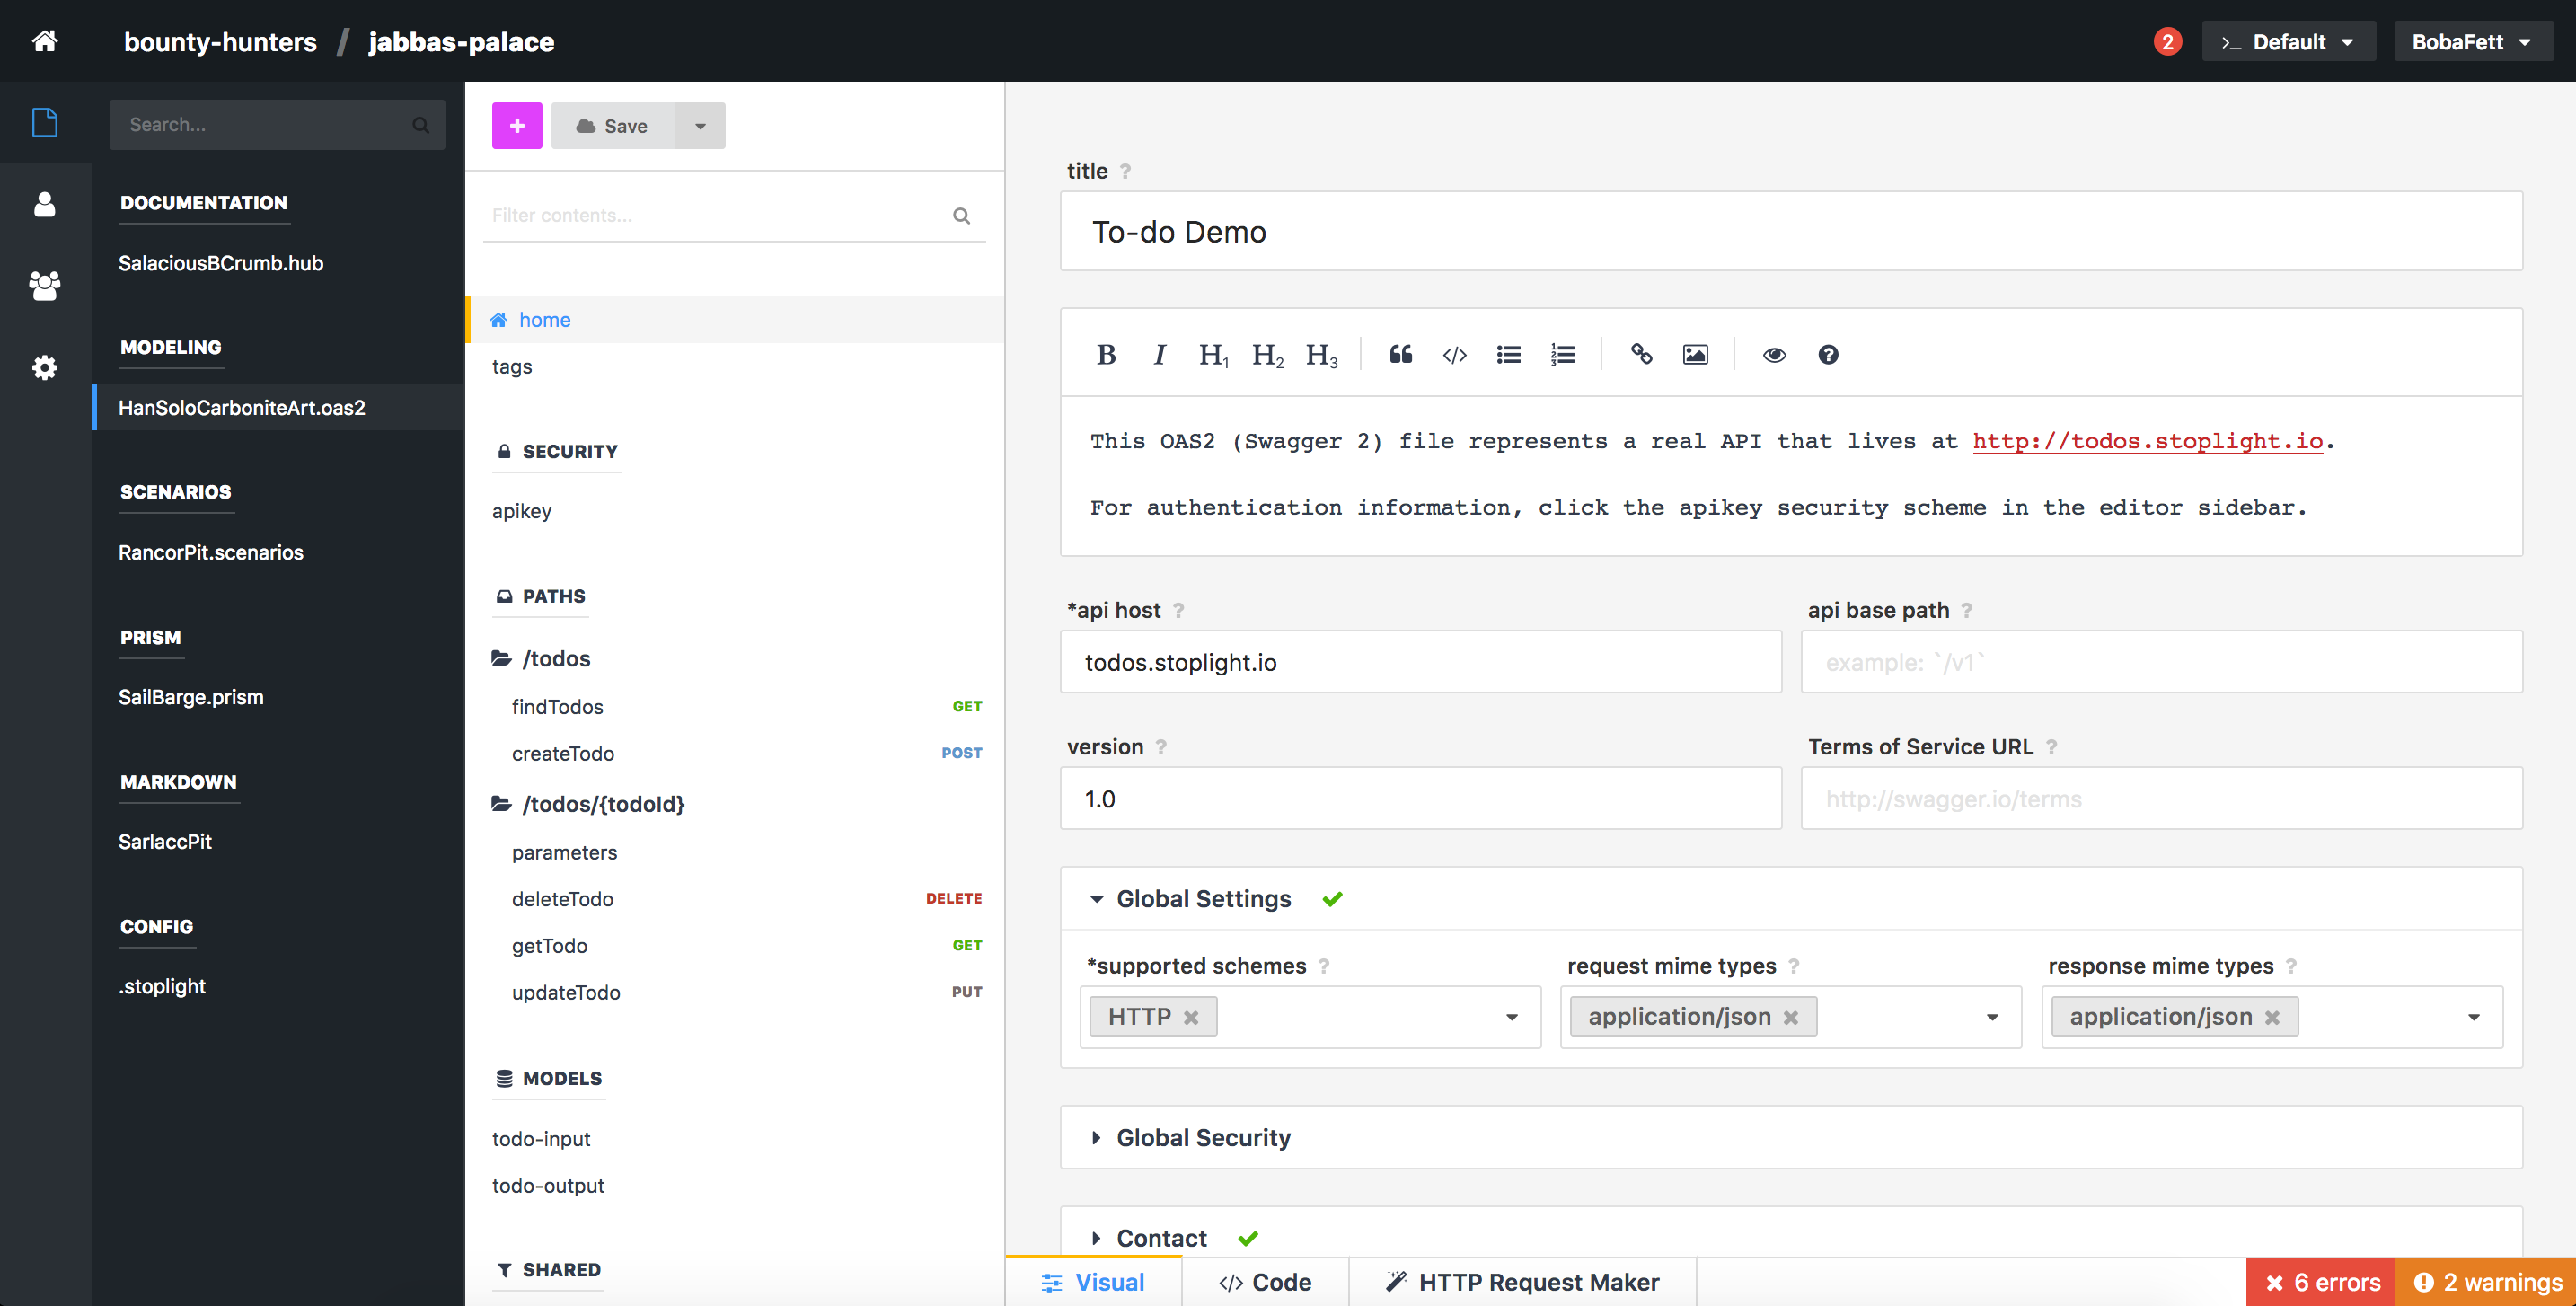 bounty-hunters / jabbas-palace
2
>_ Default
BobaFett
Search...
DOCUMENTATION
SalaciousBCrumb.hub
MODELING
HanSoloCarboniteArt.oas2
SCENARIOS
RancorPit.scenarios
PRISM
SailBarge.prism
MARKDOWN
SarlaccPit
CONFIG
.stoplight
+ Save
Filter contents...
home
tags
SECURITY
apikey
PATHS
/todos
findTodos GET
createTodo POST
/todos/{todoId}
parameters
deleteTodo DELETE
getTodo GET
updateTodo PUT
MODELS
todo-input
todo-output
SHARED
title ?
To-do Demo
B I H1 H2 H3
This OAS2 (Swagger 2) file represents a real API that lives at http://todos.stoplight.io.
For authentication information, click the apikey security scheme in the editor sidebar.
*api host ?
todos.stoplight.io
api base path ?
example: `/v1`
version ?
1.0
Terms of Service URL ?
http://swagger.io/terms
Global Settings
*supported schemes ?
HTTP ×
request mime types ?
application/json ×
response mime types ?
application/json ×
Global Security
Contact
Visual
</> Code
HTTP Request Maker
6 errors
2 warnings